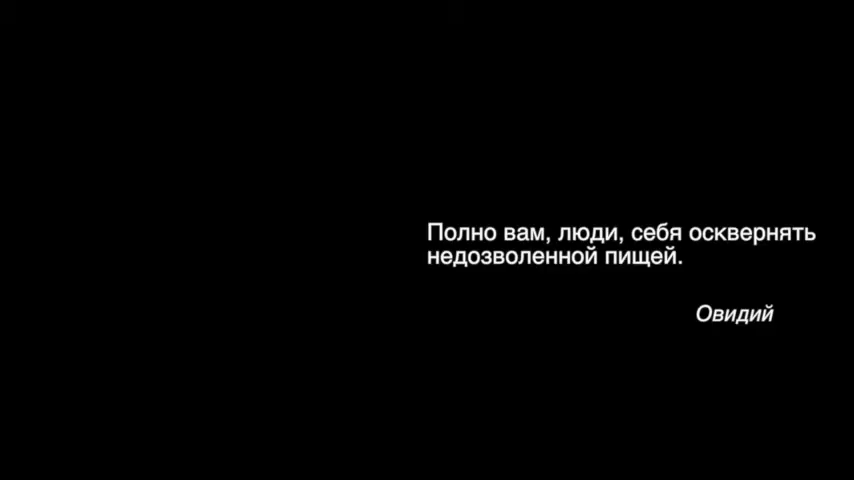 Полно вам, люди, себя осквернять
недозволенной пищей.
Овидий